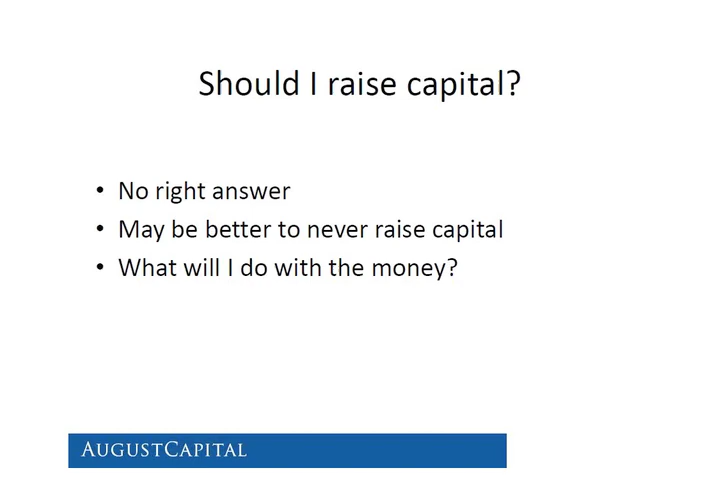 Should I raise capital?
• No right answer
• May be better to never raise capital
• What will I do with the money?
AUGUSTCAPITAL